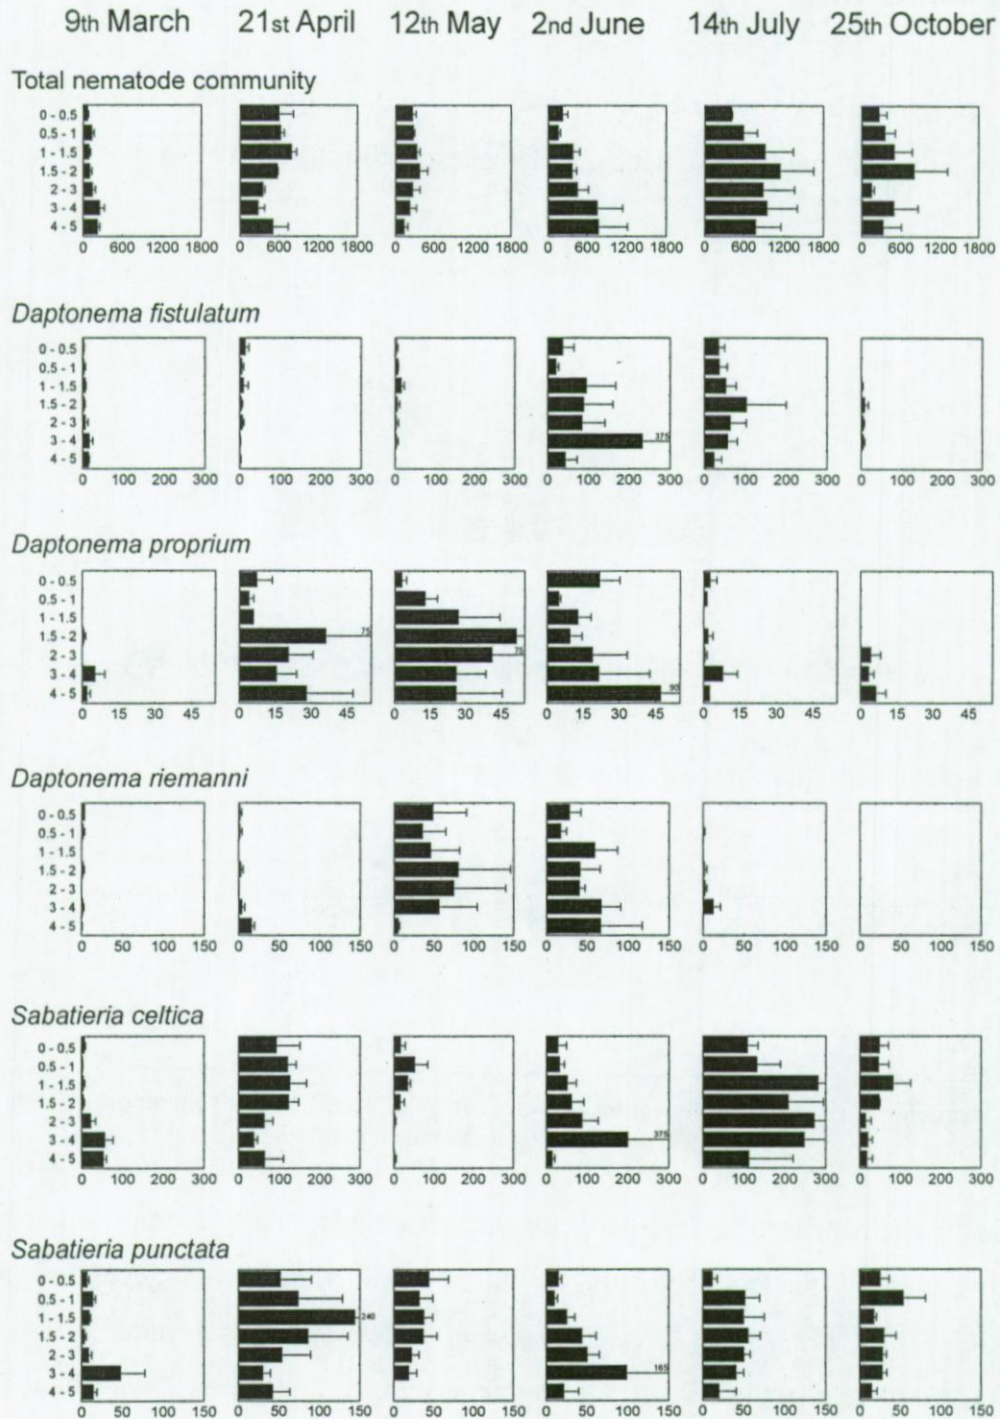 9th March 21st April 12th May 2nd June 14th July 25th October
Total nematode community
0 - 0.5
0.5 - 1
1 - 1.5
1.5 - 2
2 - 3
3 - 4
4 - 5
600 1200 1800 0 600 1200 1800 0 600 1200 1800 0 600 1200 1800 0 600 1200 1800 0 600 1200 1800
Daptonema fistulatum
0 - 0.5
0.5 - 1
1 - 1.5
1.5 - 2
2 - 3
3 - 4 375
4 - 5
0 100 200 300 0 100 200 300 0 100 200 300 0 100 200 300 0 100 200 300 0 100 200 300
Daptonema proprium
0 - 0.5
0.5 - 1
1 - 1.5
1.5 - 2 75
2 - 3 75
3 - 4
4 - 5 90
15 30 45 0 15 30 45 0 15 30 45 0 15 30 45 0 15 30 45 0 15 30 45
Daptonema riemanni
0 - 0.5
0.5 - 1
1 - 1.5
1.5 - 2
2 - 3
3 - 4
4 - 5
0 50 100 150 0 50 100 150 0 50 100 150 0 50 100 150 0 50 100 150 0 50 100 150
Sabatieria celtica
0 - 0.5
0.5 - 1
1 - 1.5
1.5 - 2
2 - 3
3 - 4 375
4 - 5
0 100 200 300 0 100 200 300 0 100 200 300 0 100 200 300 0 100 200 300 0 100 200 300
Sabatieria punctata
0 - 0.5
0.5 - 1
1 - 1.5 240
1.5 - 2
2 - 3
3 - 4 165
4 - 5
0 50 100 150 0 50 100 150 0 50 100 150 0 50 100 150 0 50 100 150 0 50 100 150